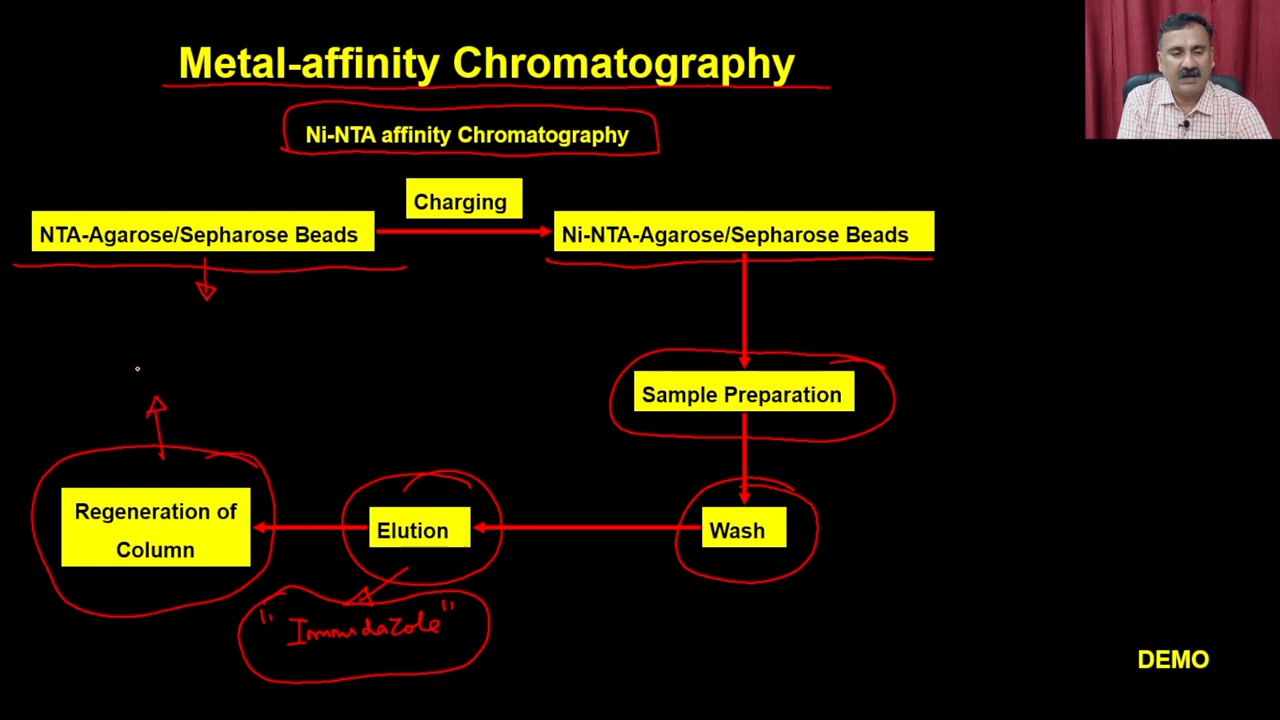 Metal-affinity Chromatography
Ni-NTA affinity Chromatography
Charging
NTA-Agarose/Sepharose Beads
Ni-NTA-Agarose/Sepharose Beads
Sample Preparation
Regeneration of
Column
Elution
Wash
"Immidazole"
DEMO